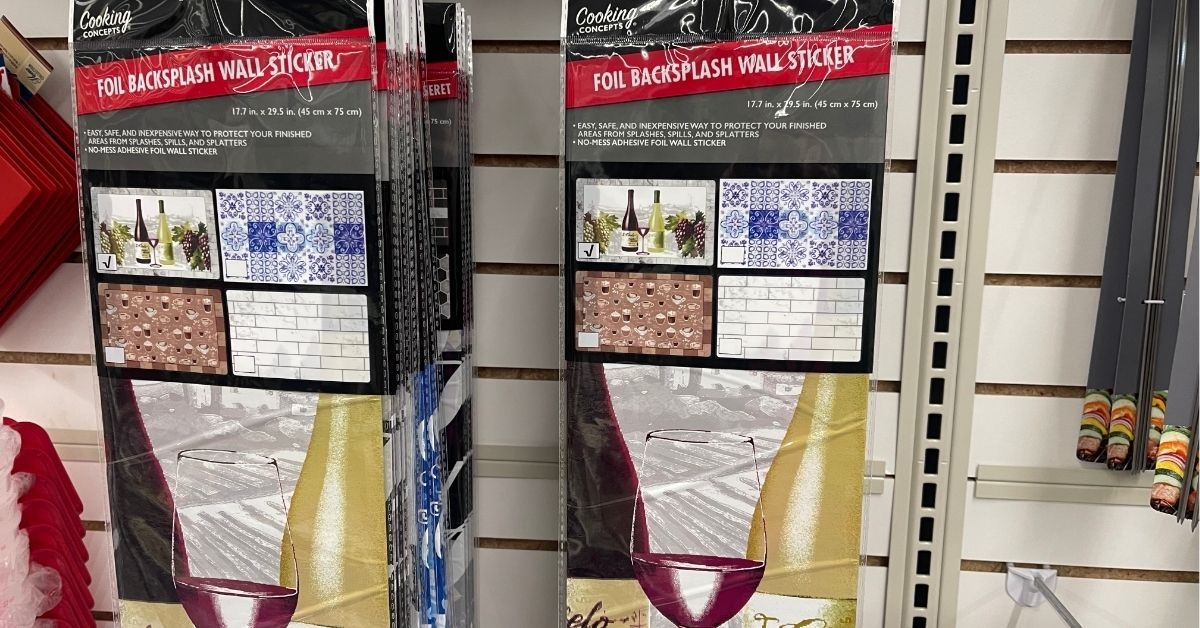 Cooking
CONCEPTS®
FOIL BACKSPLASH WALL STICKER
17.7 in. x 29.5 in. (45 cm x 75 cm)
• EASY, SAFE, AND INEXPENSIVE WAY TO PROTECT YOUR FINISHED
AREAS FROM SPLASHES, SPILLS, AND SPLATTERS
• NO-MESS ADHESIVE FOIL WALL STICKER
75 cm)
Cooking
CONCEPTS®
FOIL BACKSPLASH WALL STICKER
17.7 in. x 29.5 in. (45 cm x 75 cm)
• EASY, SAFE, AND INEXPENSIVE WAY TO PROTECT YOUR FINISHED
AREAS FROM SPLASHES, SPILLS, AND SPLATTERS
• NO-MESS ADHESIVE FOIL WALL STICKER